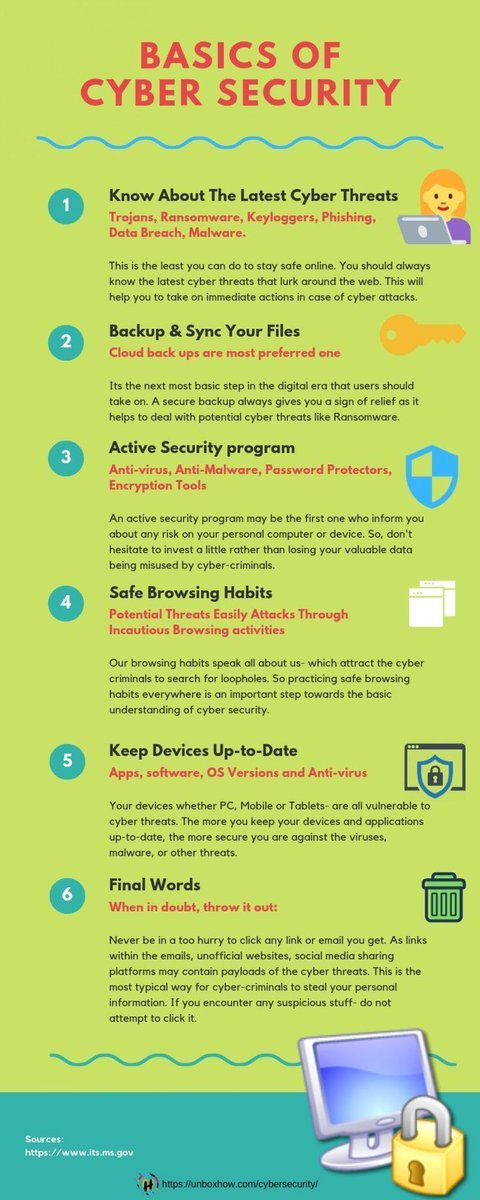 BASICS OF
CYBER SECURITY
1
Know About The Latest Cyber Threats
Trojans, Ransomware, Keyloggers, Phishing,
Data Breach, Malware.
This is the least you can do to stay safe online. You should always
know the latest cyber threats that lurk around the web. This will
help you to take on immediate actions in case of cyber attacks.
2
Backup & Sync Your Files
Cloud back ups are most preferred one
Its the next most basic step in the digital era that users should
take on. A secure backup always gives you a sign of relief as it
helps to deal with potential cyber threats like Ransomware.
3
Active Security program
Anti-virus, Anti-Malware, Password Protectors,
Encryption Tools
An active security program may be the first one who inform you
about any risk on your personal computer or device. So, don't
hesitate to invest a little rather than losing your valuable data
being misused by cyber-criminals.
4
Safe Browsing Habits
Potential Threats Easily Attacks Through
Incautious Browsing activities
Our browsing habits speak all about us- which attract the cyber
criminals to search for loopholes. So practicing safe browsing
habits everywhere is an important step towards the basic
understanding of cyber security.
5
Keep Devices Up-to-Date
Apps, software, OS Versions and Anti-virus
Your devices whether PC, Mobile or Tablets- are all vulnerable to
cyber threats. The more you keep your devices and applications
up-to-date, the more secure you are against the viruses,
malware, or other threats.
6
Final Words
When in doubt, throw it out:
Never be in a too hurry to click any link or email you get. As links
within the emails, unofficial websites, social media sharing
platforms may contain payloads of the cyber threats. This is the
most typical way for cyber-criminals to steal your personal
information. If you encounter any suspicious stuff- do not
attempt to click it.
Sources:
https://www.its.ms.gov
https://unboxhow.com/cybersecurity/